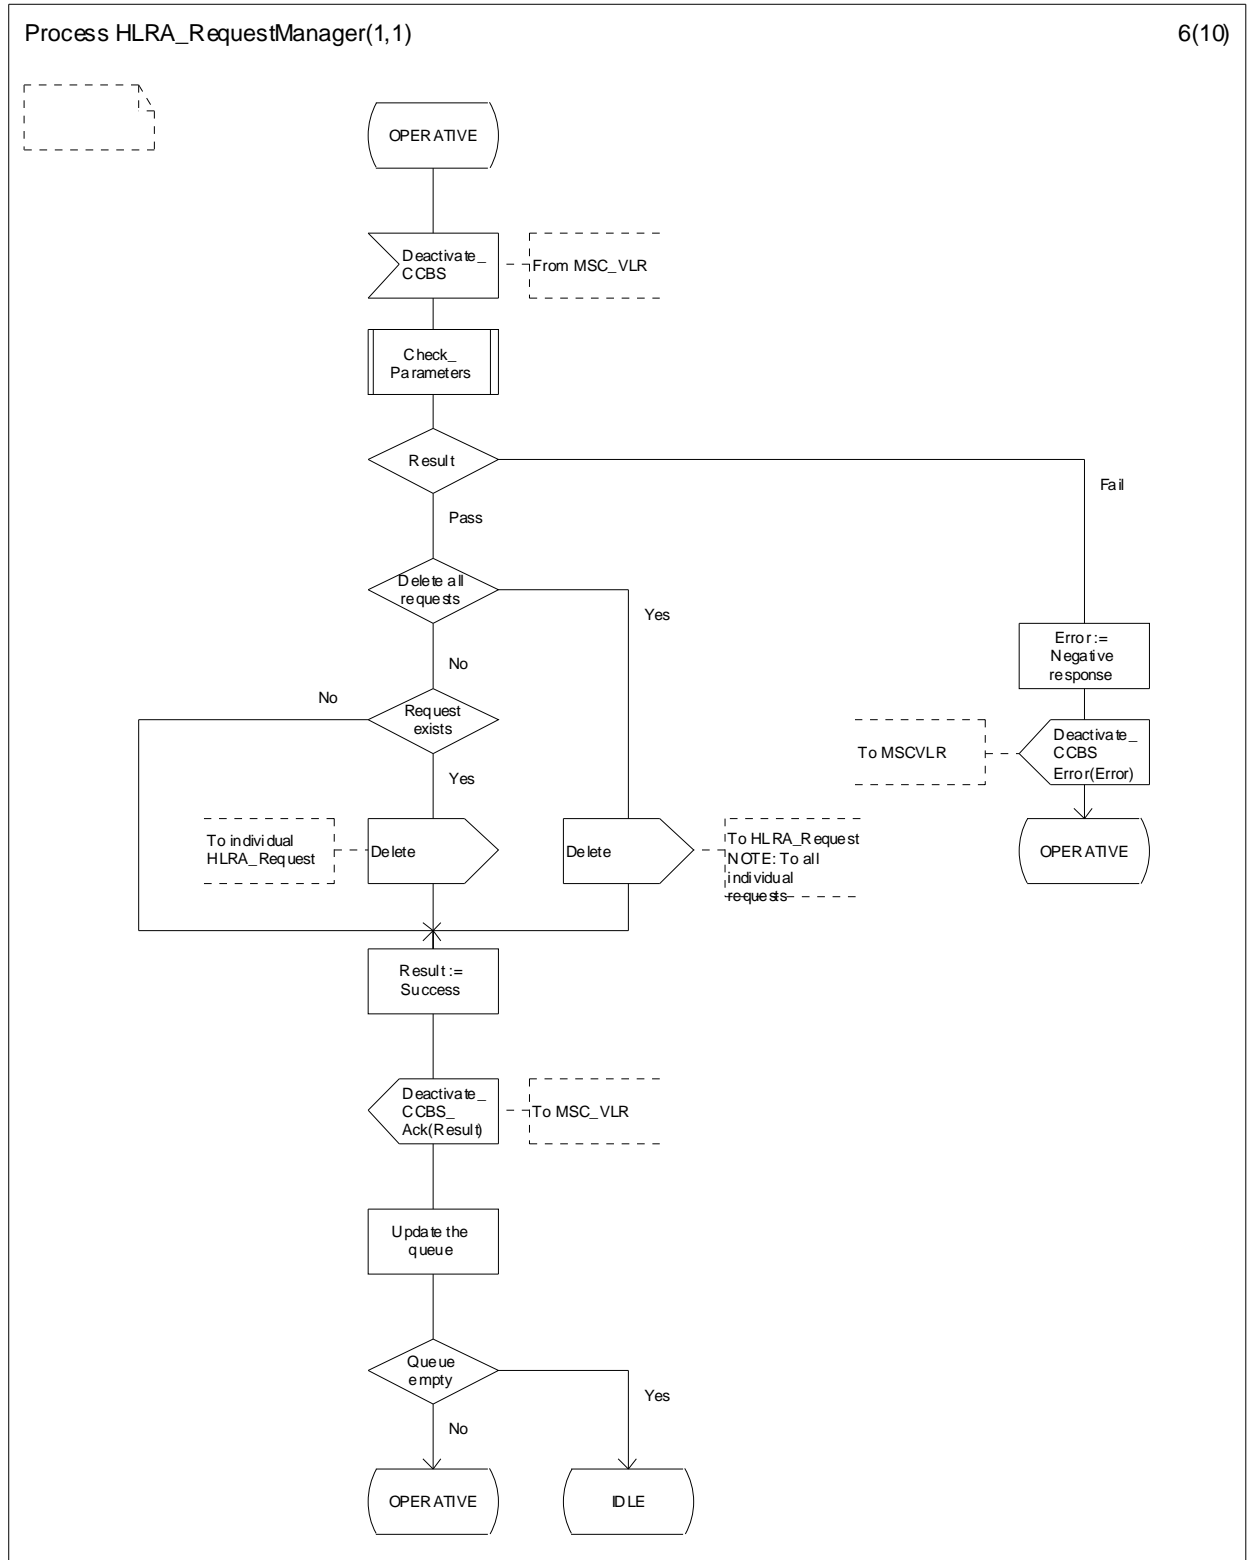 Process HLRA_RequestManager(1,1)
6(10)
OPERATIVE
Deactivate_
CCBS
From MSC_VLR
Check_
Parameters
Result
Fail
Pass
Delete all
requests
Yes
No
Error :=
Negative
response
No
Request
exists
Yes
To MSCVLR
Deactivate_
CCBS
Error(Error)
To individual
HLRA_Request
Delete
Delete
To HLRA_Request
NOTE: To all
individual
requests
OPERATIVE
Result :=
Success
Deactivate_
CCBS_
Ack(Result)
To MSC_VLR
Update the
queue
Queue
empty
Yes
No
OPERATIVE
IDLE